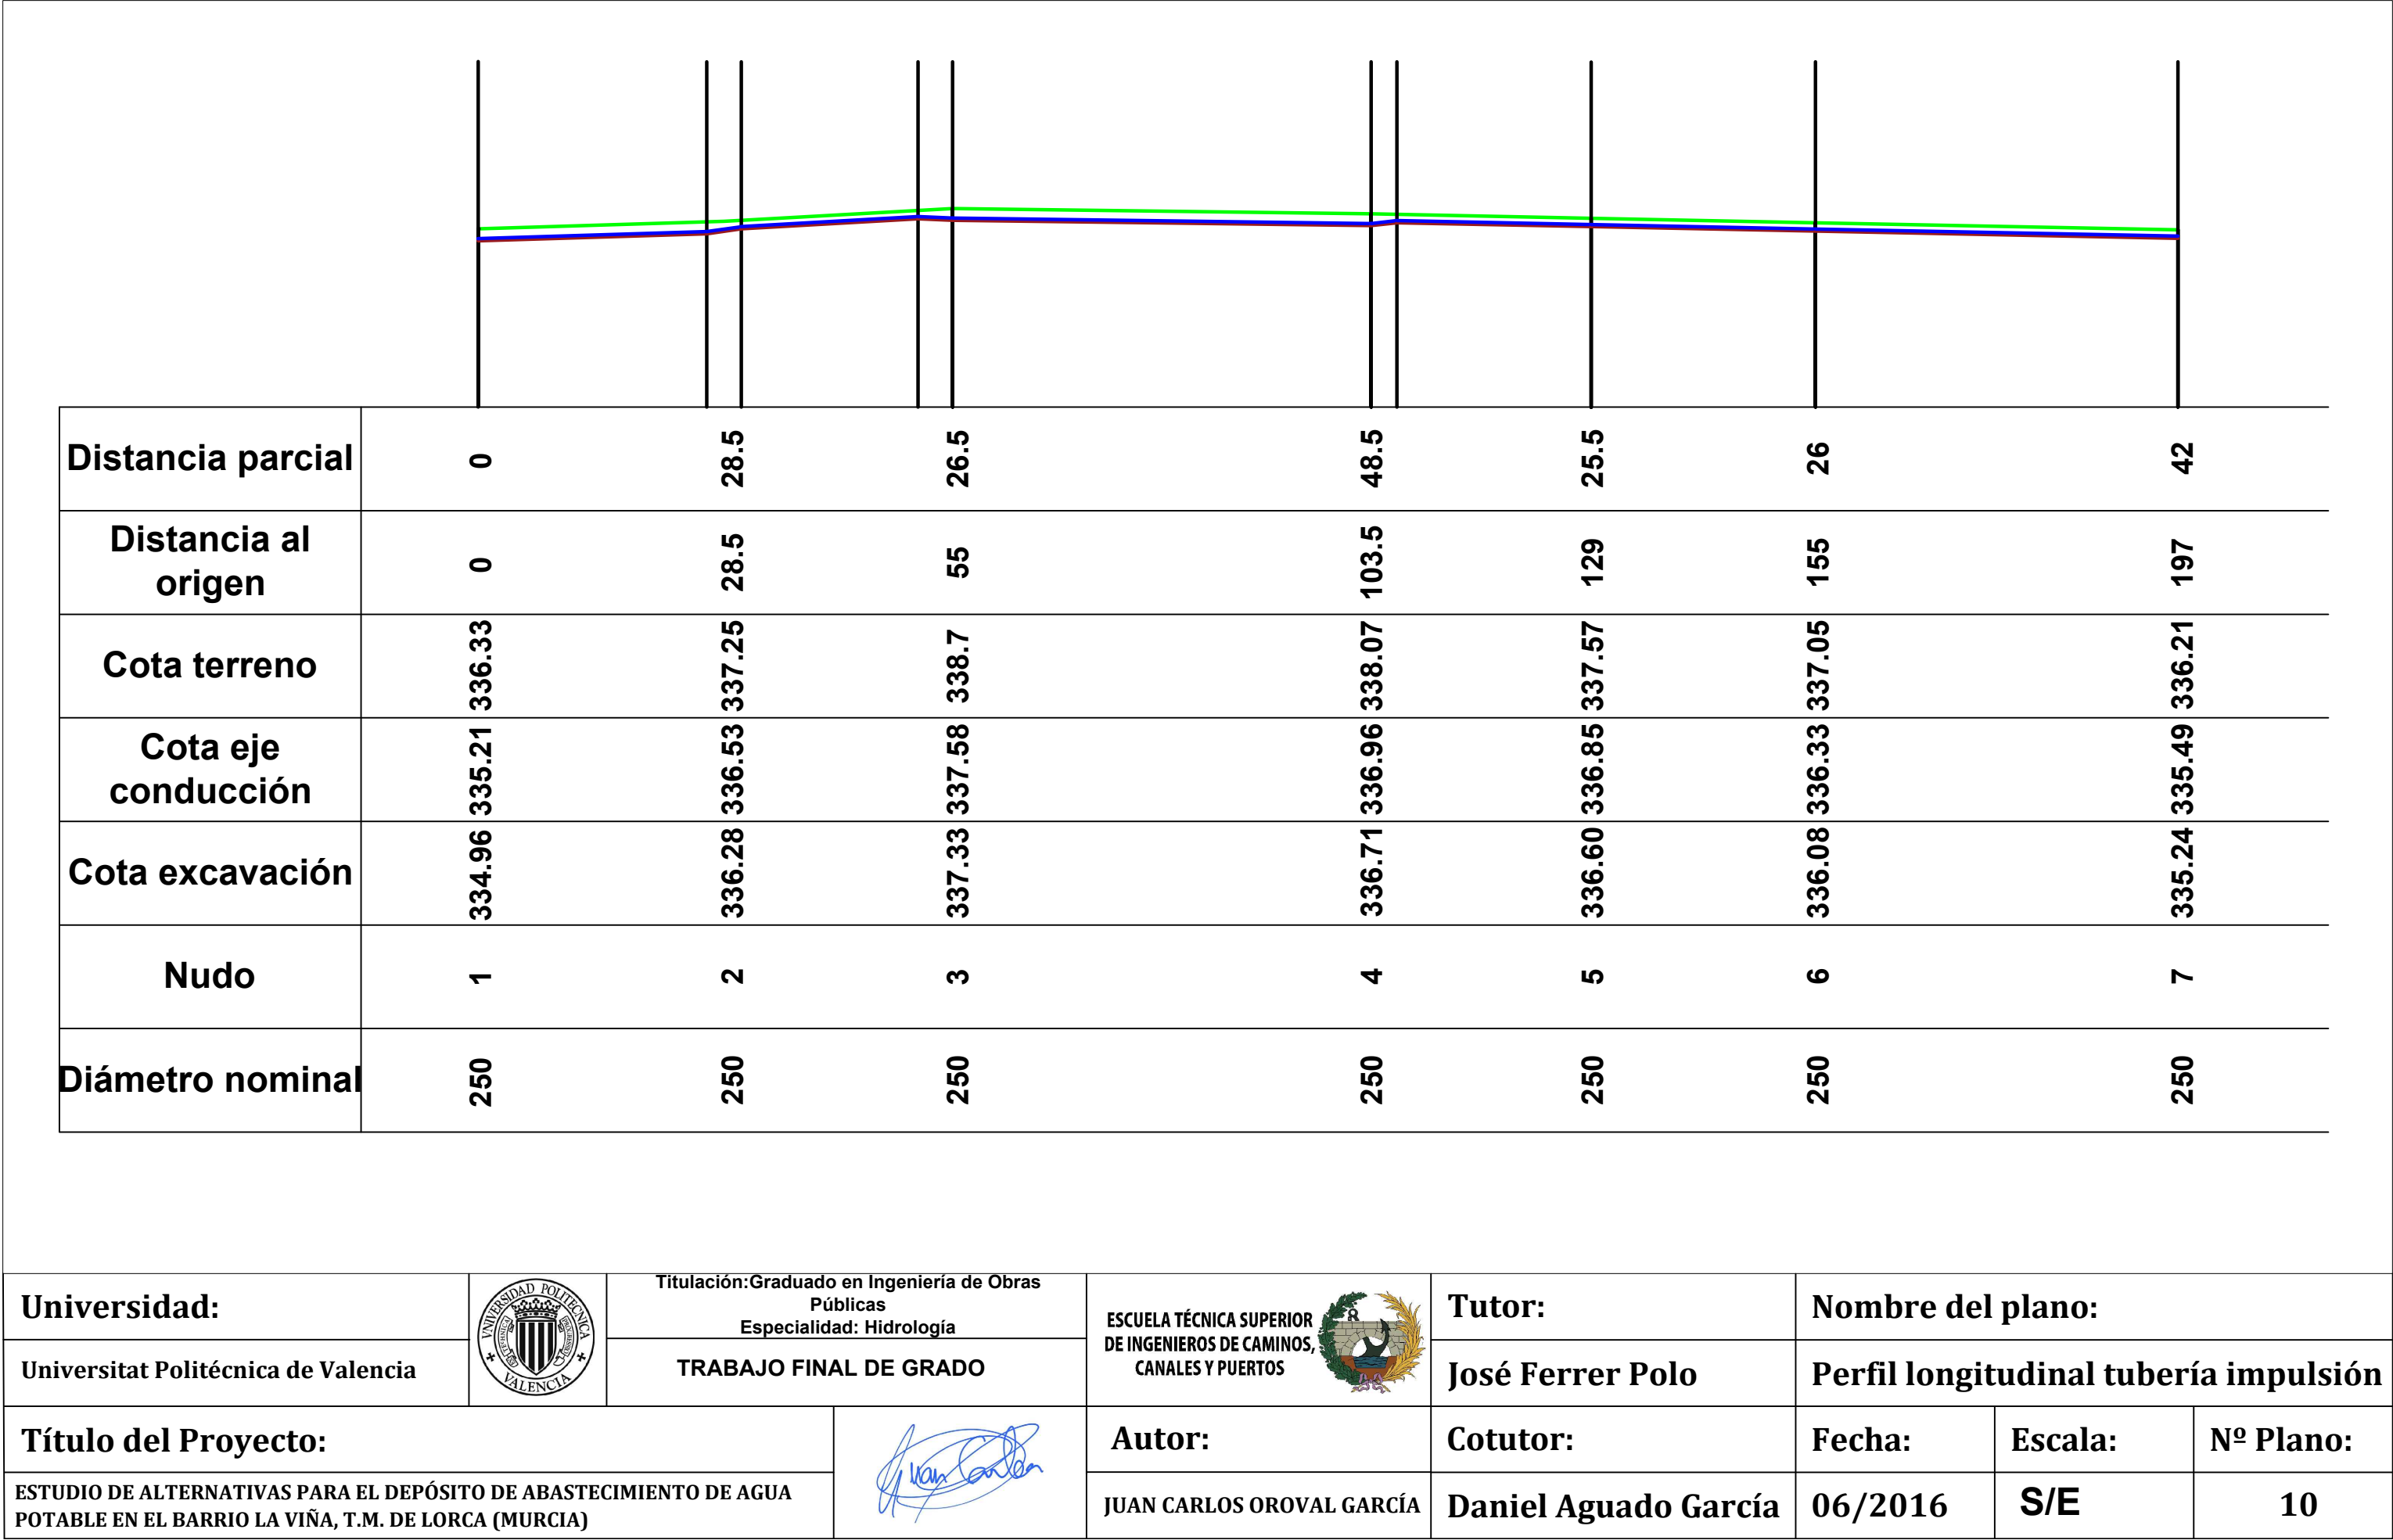 Distancia parcial 0 28.5 26.5 48.5 25.5 26 42
Distancia al
origen 0 28.5 55 103.5 129 155 197
Cota terreno 336.33 337.25 338.7 338.07 337.57 337.05 336.21
Cota eje
conducción 335.21 336.53 337.58 336.96 336.85 336.33 335.49
Cota excavación 334.96 336.28 337.33 336.71 336.60 336.08 335.24
Nudo 1 2 3 4 5 6 7
Diámetro nominal 250 250 250 250 250 250 250
Universidad:
Universitat Politécnica de Valencia
VNIVERSIDAD POLITECNICA
VALENCIA
Titulación:Graduado en Ingeniería de Obras
Públicas
Especialidad: Hidrología
TRABAJO FINAL DE GRADO
ESCUELA TÉCNICA SUPERIOR
DE INGENIEROS DE CAMINOS,
CANALES Y PUERTOS
Tutor:
José Ferrer Polo
Nombre del plano:
Perfil longitudinal tubería impulsión
Título del Proyecto:
ESTUDIO DE ALTERNATIVAS PARA EL DEPÓSITO DE ABASTECIMIENTO DE AGUA
POTABLE EN EL BARRIO LA VIÑA, T.M. DE LORCA (MURCIA)
Juan Carlos
Autor:
JUAN CARLOS OROVAL GARCÍA
Cotutor:
Daniel Aguado García
Fecha:
06/2016
Escala:
S/E
Nº Plano:
10